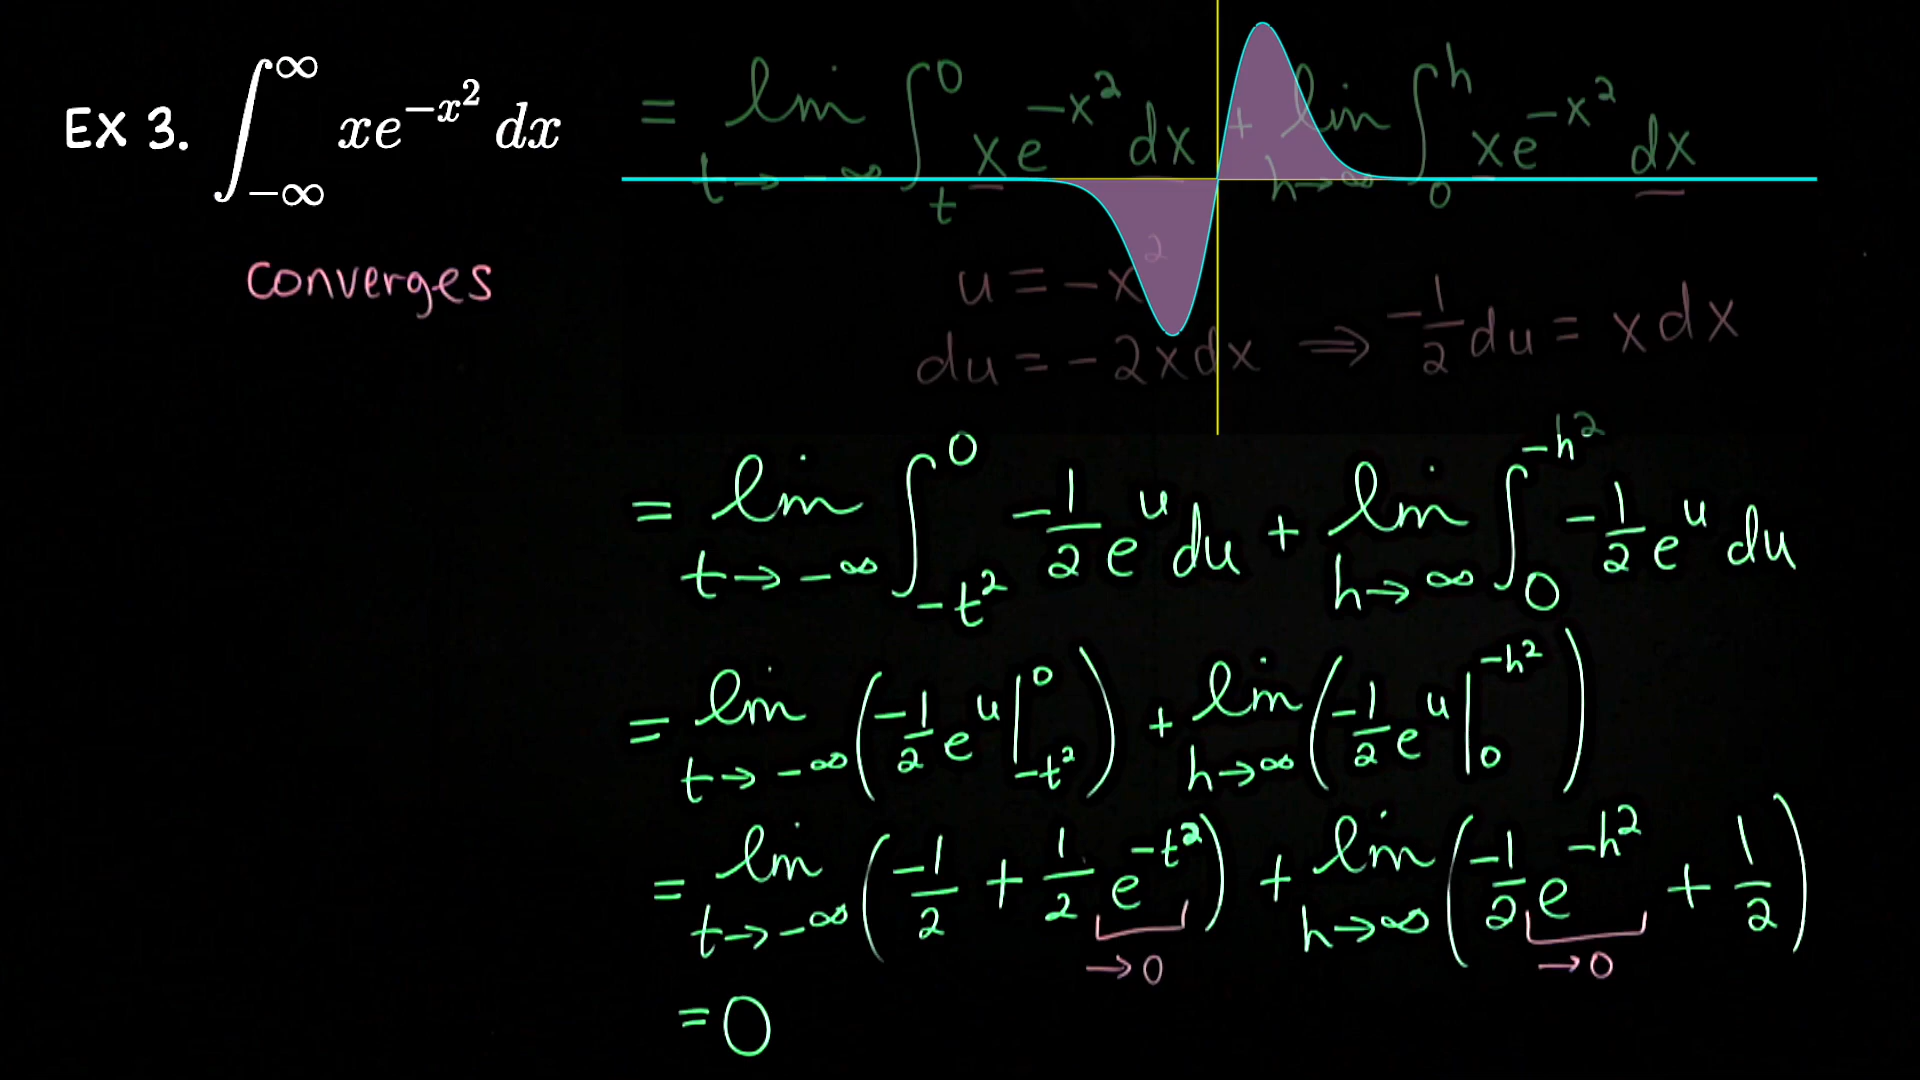 Ex 3. ∫_{-∞}^{∞} xe^{-x²} dx = lim_{t→-∞} ∫_t^0 xe^{-x²} dx + lim_{h→∞} ∫_0^h xe^{-x²} dx
converges
u = -x²
du = -2xdx ⇒ -1/2 du = xdx
= lim_{t→-∞} ∫_{-t²}^0 -1/2 e^u du + lim_{h→∞} ∫_0^{-h²} -1/2 e^u du
= lim_{t→-∞} (-1/2 e^u |_{-t²}^0) + lim_{h→∞} (-1/2 e^u |_0^{-h²})
= lim_{t→-∞} (-1/2 + 1/2 e^{-t²}) + lim_{h→∞} (-1/2 e^{-h²} + 1/2)
→0 →0
= 0